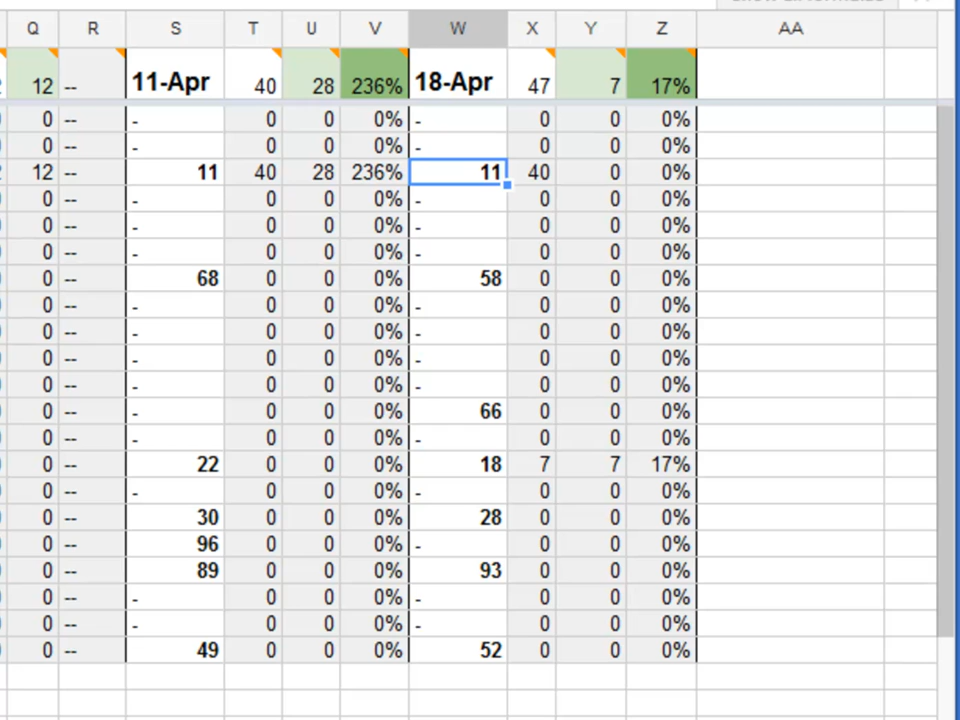 Q R S T U V W X Y Z AA
12 -- 11-Apr 40 28 236% 18-Apr 47 7 17%
0 -- - 0 0 0% - 0 0 0%
0 -- - 0 0 0% - 0 0 0%
12 -- 11 40 28 236% 11 40 0 0%
0 -- - 0 0 0% - 0 0 0%
0 -- - 0 0 0% - 0 0 0%
0 -- - 0 0 0% - 0 0 0%
0 -- 68 0 0 0% 58 0 0 0%
0 -- - 0 0 0% - 0 0 0%
0 -- - 0 0 0% - 0 0 0%
0 -- - 0 0 0% - 0 0 0%
0 -- - 0 0 0% - 0 0 0%
0 -- - 0 0 0% 66 0 0 0%
0 -- - 0 0 0% - 0 0 0%
0 -- 22 0 0 0% 18 7 7 17%
0 -- - 0 0 0% - 0 0 0%
0 -- 30 0 0 0% 28 0 0 0%
0 -- 96 0 0 0% - 0 0 0%
0 -- 89 0 0 0% 93 0 0 0%
0 -- - 0 0 0% - 0 0 0%
0 -- - 0 0 0% - 0 0 0%
0 -- 49 0 0 0% 52 0 0 0%